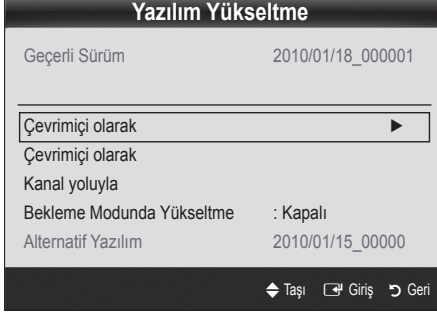 Yazılım Yükseltme
Geçerli Sürüm 2010/01/18_000001
Çevrimiçi olarak ►
Çevrimiçi olarak
Kanal yoluyla
Bekleme Modunda Yükseltme : Kapalı
Alternatif Yazılım 2010/01/15_00000
Taşı Giriş Geri